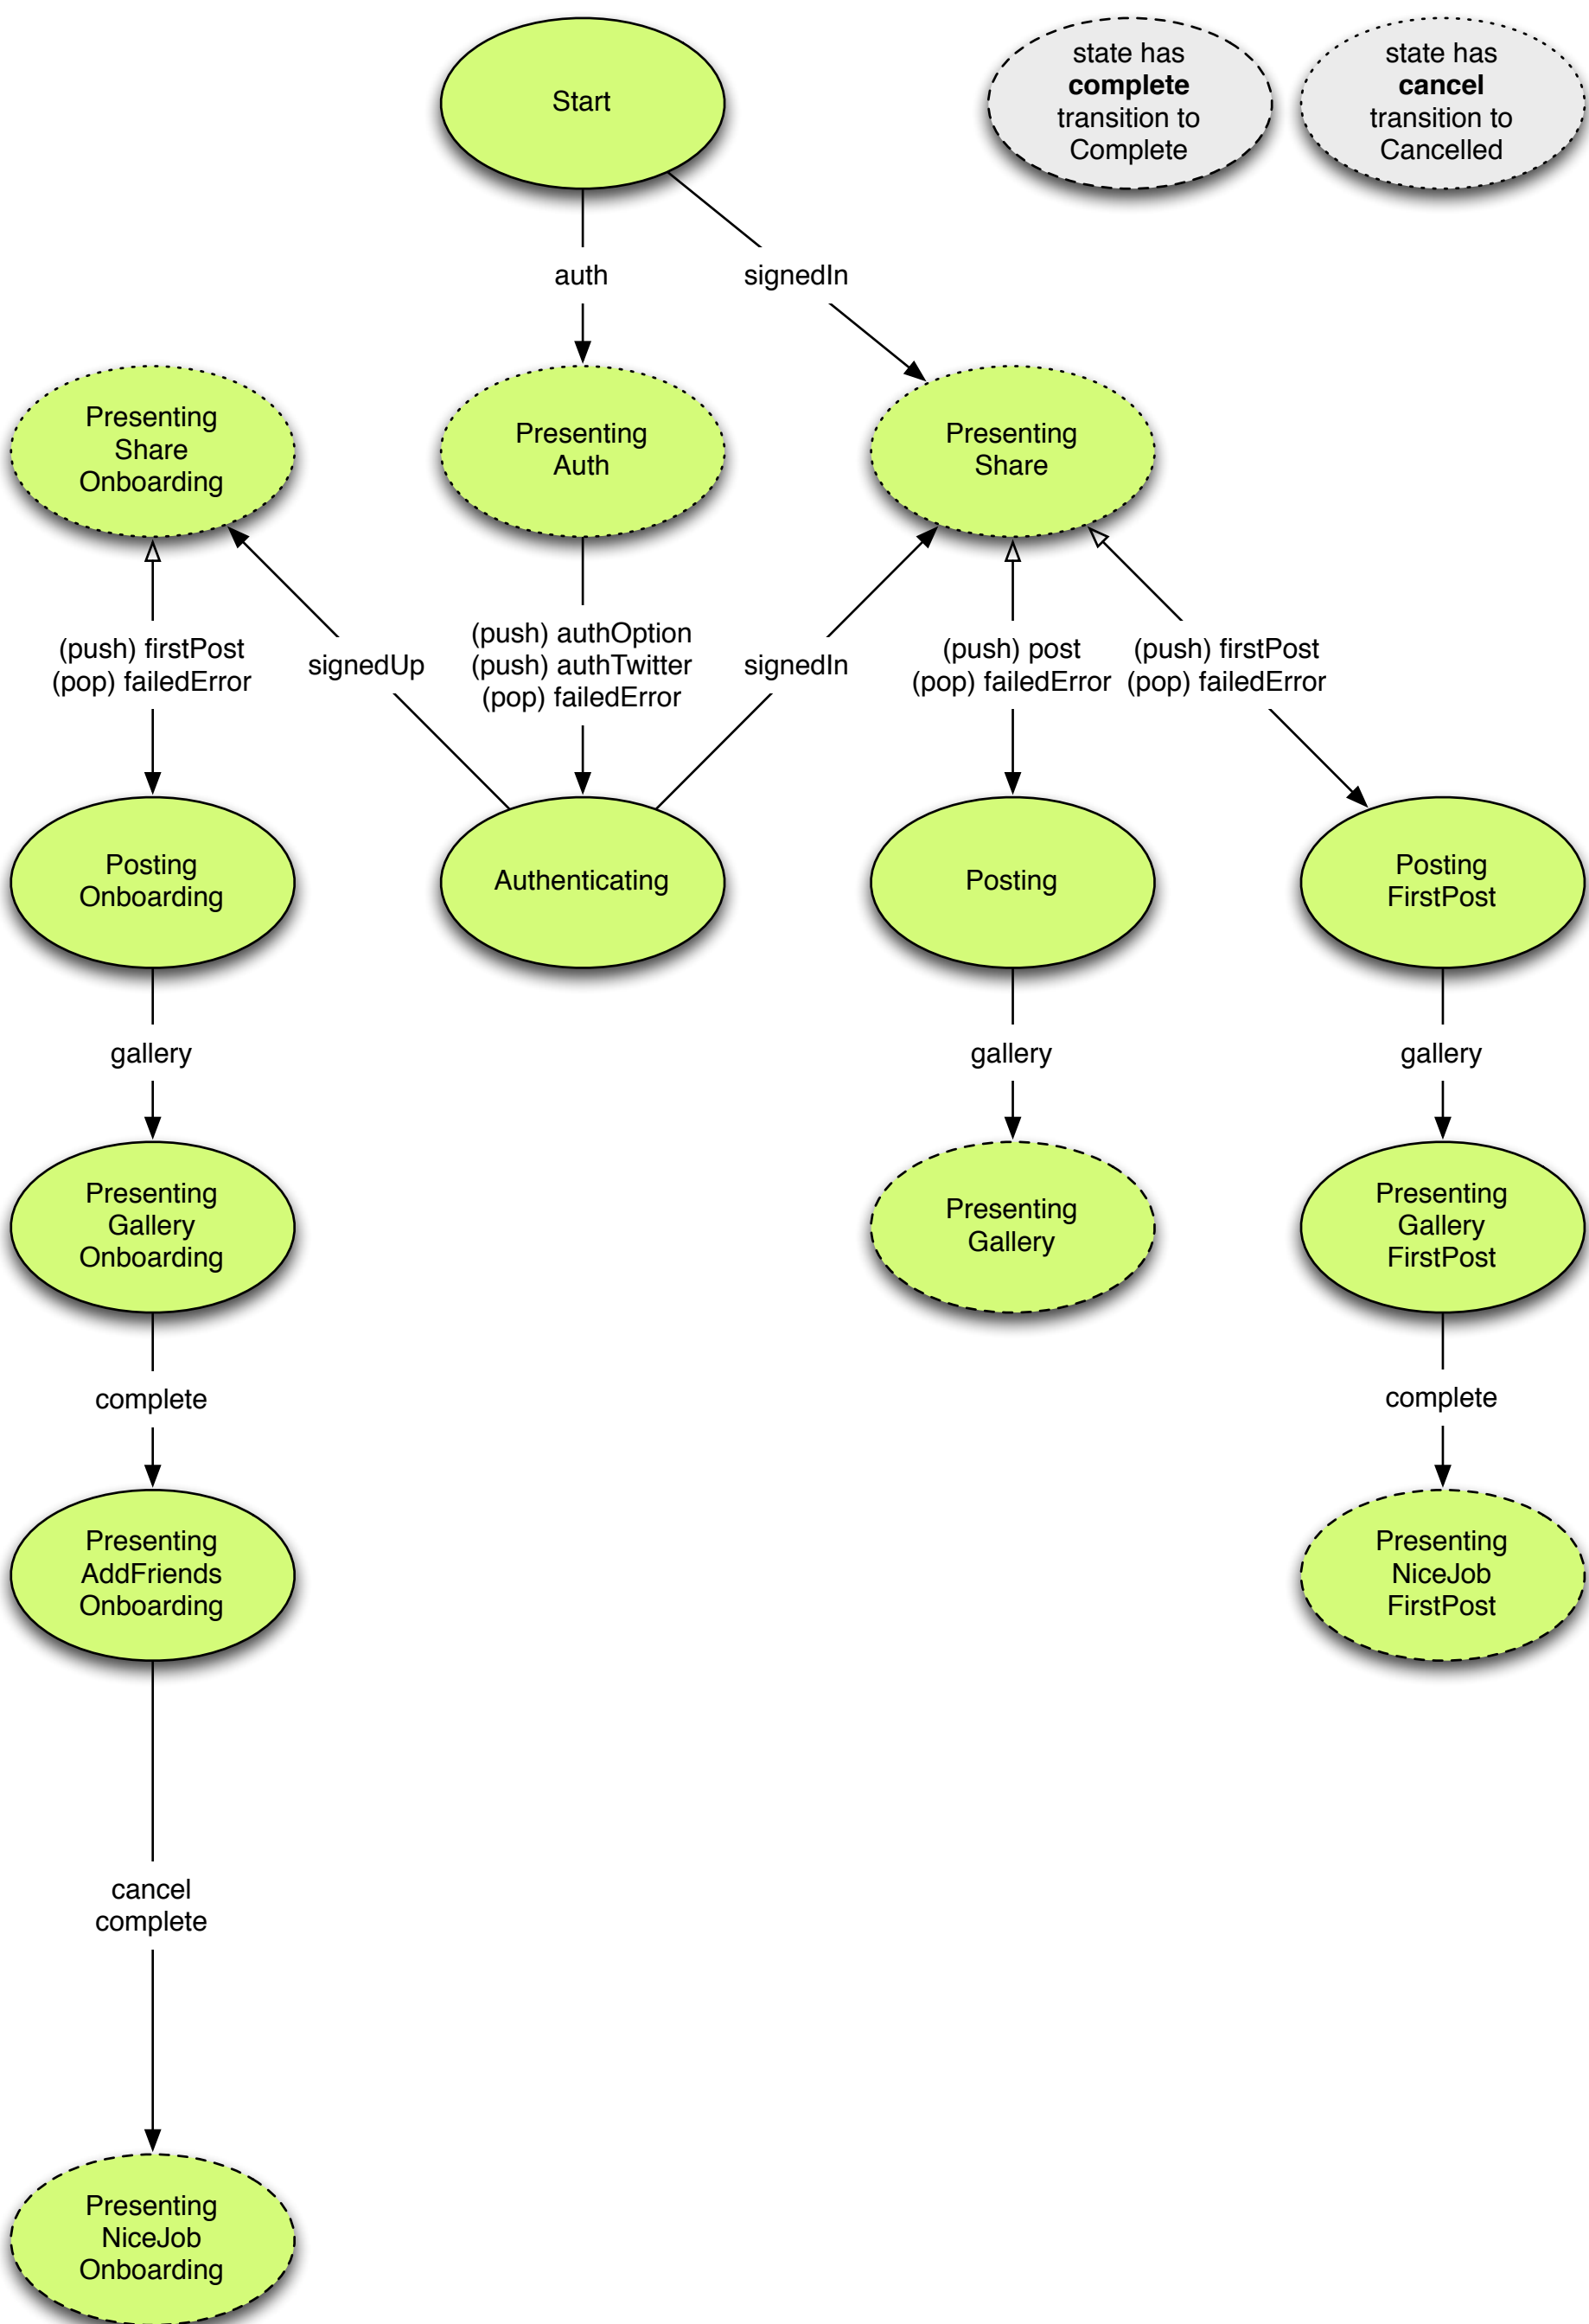 Start
state has
complete
transition to
Complete
state has
cancel
transition to
Cancelled
auth
signedIn
Presenting
Share
Onboarding
Presenting
Auth
Presenting
Share
(push) firstPost
(pop) failedError
signedUp
(push) authOption
(push) authTwitter
(pop) failedError
signedIn
(push) post
(pop) failedError
(push) firstPost
(pop) failedError
Posting
Onboarding
Authenticating
Posting
Posting
FirstPost
gallery
gallery
gallery
Presenting
Gallery
Onboarding
Presenting
Gallery
Presenting
Gallery
FirstPost
complete
complete
Presenting
AddFriends
Onboarding
Presenting
NiceJob
FirstPost
cancel
complete
Presenting
NiceJob
Onboarding